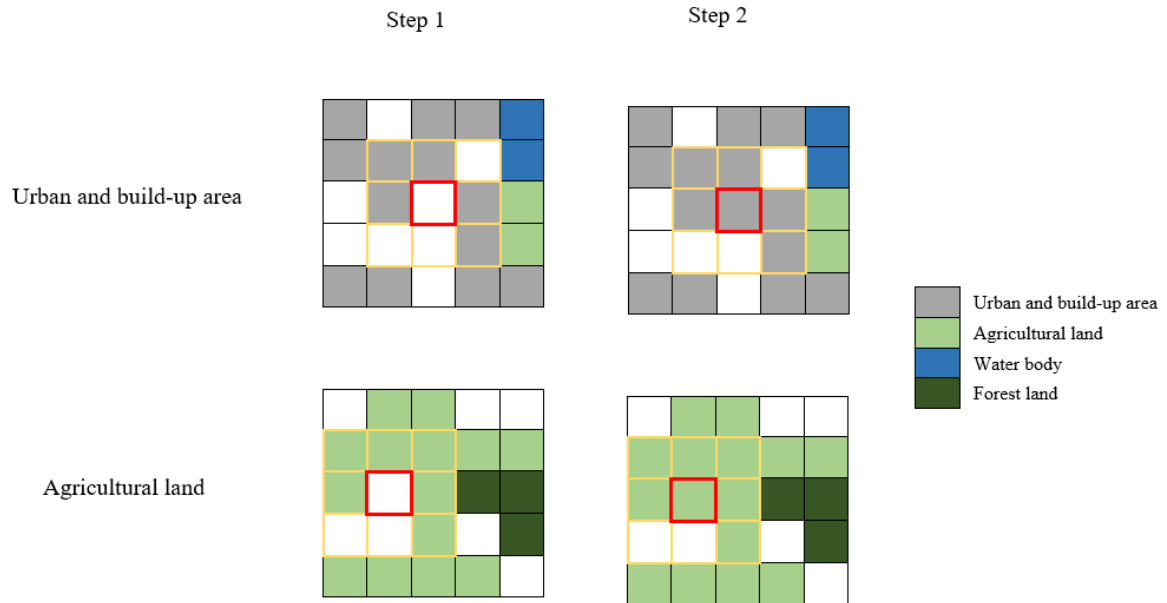 Step 1
Step 2
Urban and build-up area
Urban and build-up area
Agricultural land
Water body
Forest land
Agricultural land